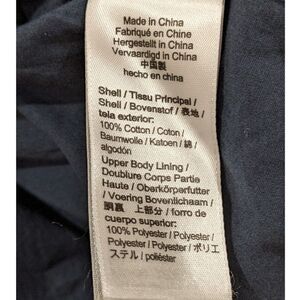 Made in China
Fabriqué en Chine
Hergestellt in China
Vervaardigd in China
中国製
hecho en china
Shell / Tissu Principal /
Shell / Bovenstof / 表地 /
tela exterior:
100% Cotton / Coton /
Baumwolle / Katoen / 綿 /
algodón
Upper Body Lining /
Doublure Corps Partie
Haute / Oberkörperfutter
/ Voering Bovenlichaam /
胴裏 上部分 / forro de
cuerpo superior:
100% Polyester / Polyester /
Polyester / Polyester / ポリエ
ステル / poliéster